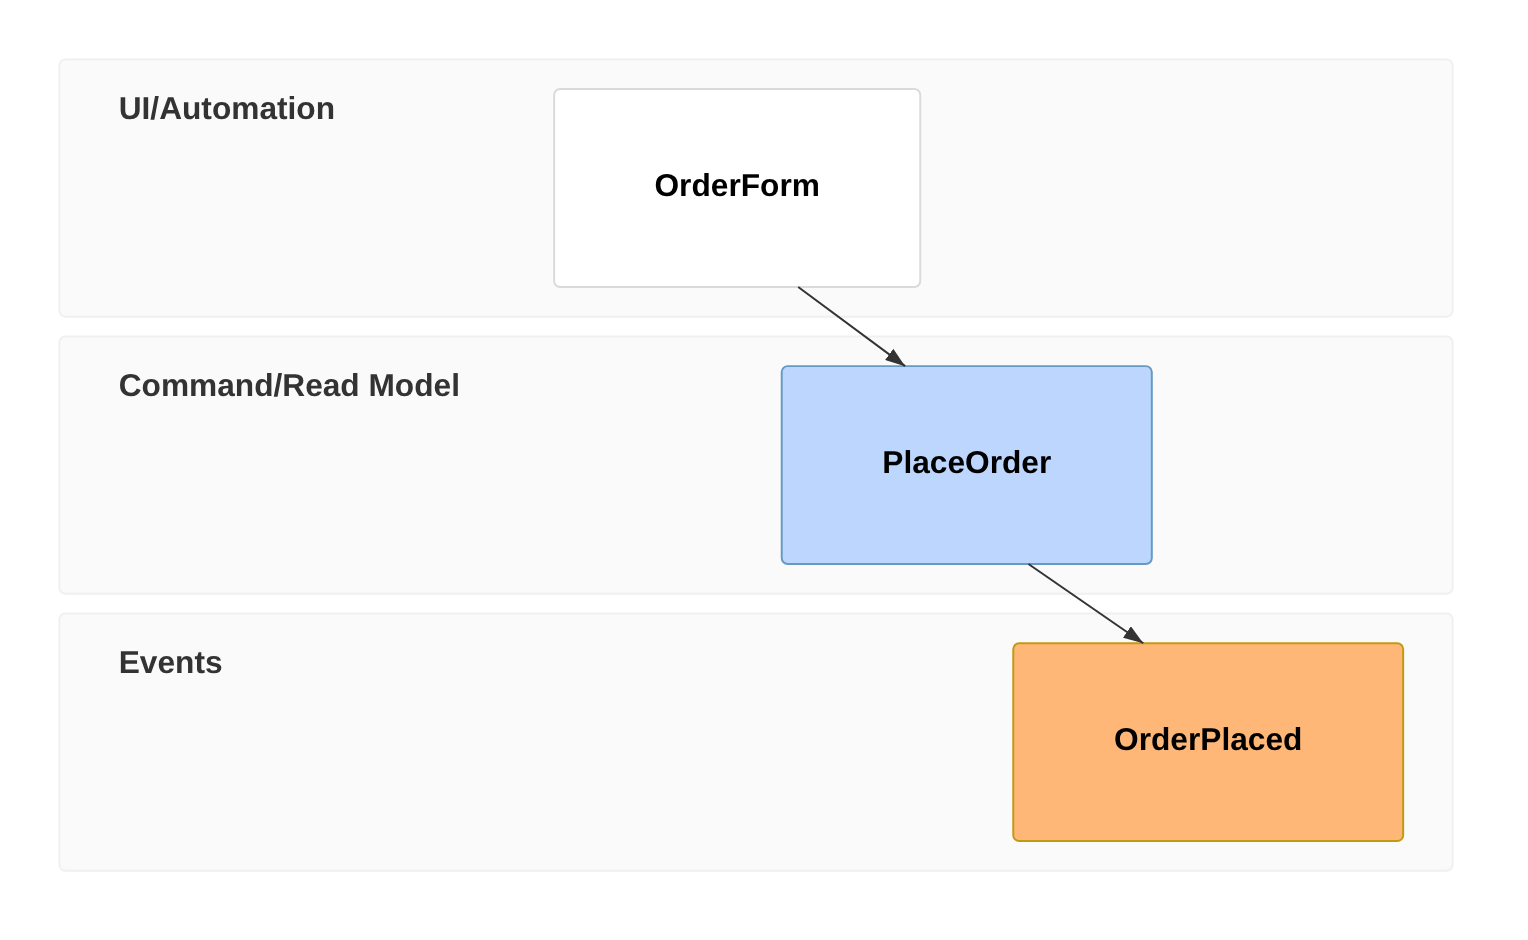 UI/Automation
OrderForm
Command/Read Model
PlaceOrder
Events
OrderPlaced